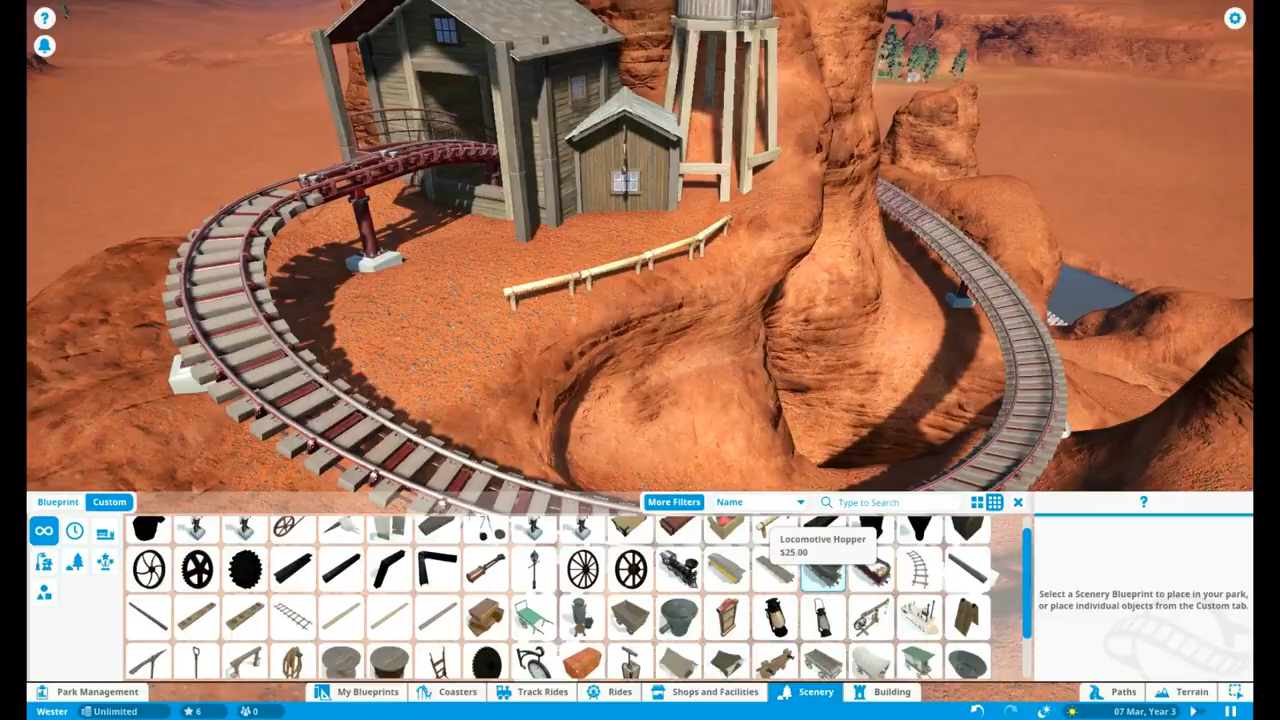 ?
Blueprint Custom
More Filters Name Type to Search
?
Locomotive Hopper
$25.00
Select a Scenery Blueprint to place in your park,
or place individual objects from the Custom tab.
Park Management My Blueprints Coasters Track Rides Rides Shops and Facilities Scenery Building Paths Terrain
Wester Unlimited 6 0 07 Mar, Year 3